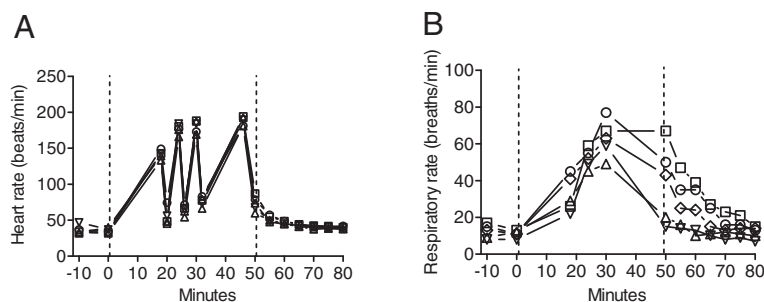 A
Heart rate (beats/min)
250
200
150
100
50
0
-10 0 10 20 30 40 50 60 70 80
Minutes
B
Respiratory rate (breaths/min)
100
80
60
40
20
0
-10 0 10 20 30 40 50 60 70 80
Minutes